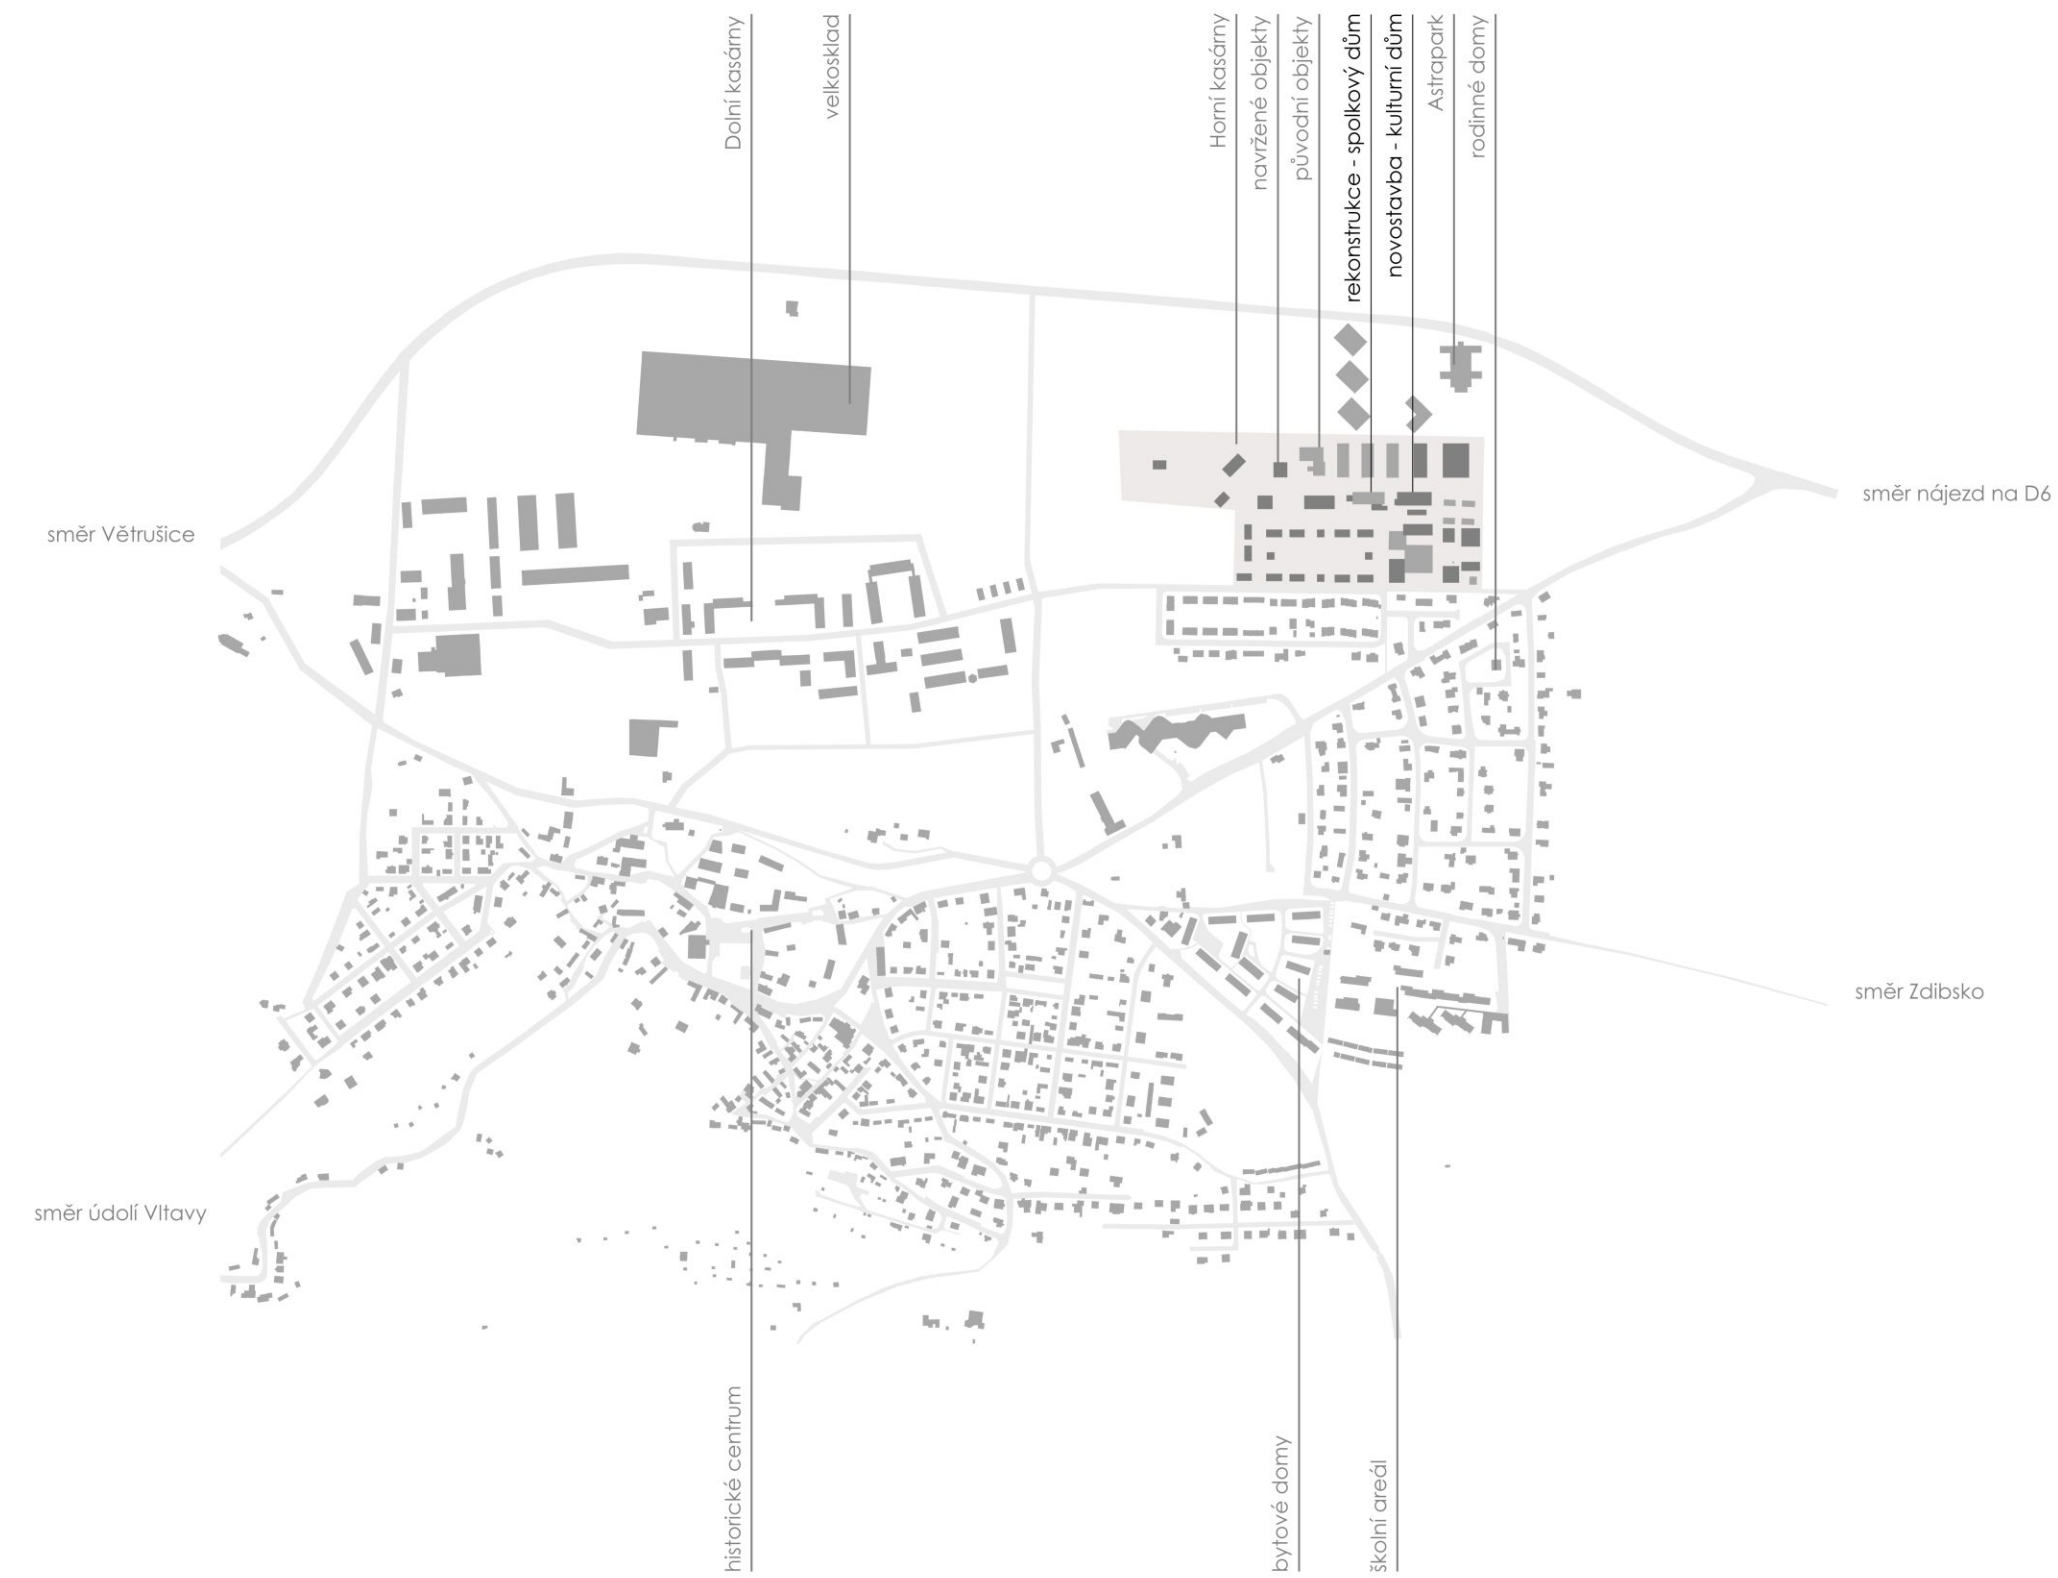 Dolní kasárny
velkosklad
Horní kasárny
navržené objekty
původní objekty
rekonstrukce - spolkový dům
novostavba - kulturní dům
Astrapark
rodinné domy
směr nájezd na D6
směr Větrušice
směr Zdibsko
směr údolí Vltavy
historické centrum
bytové domy
školní areál